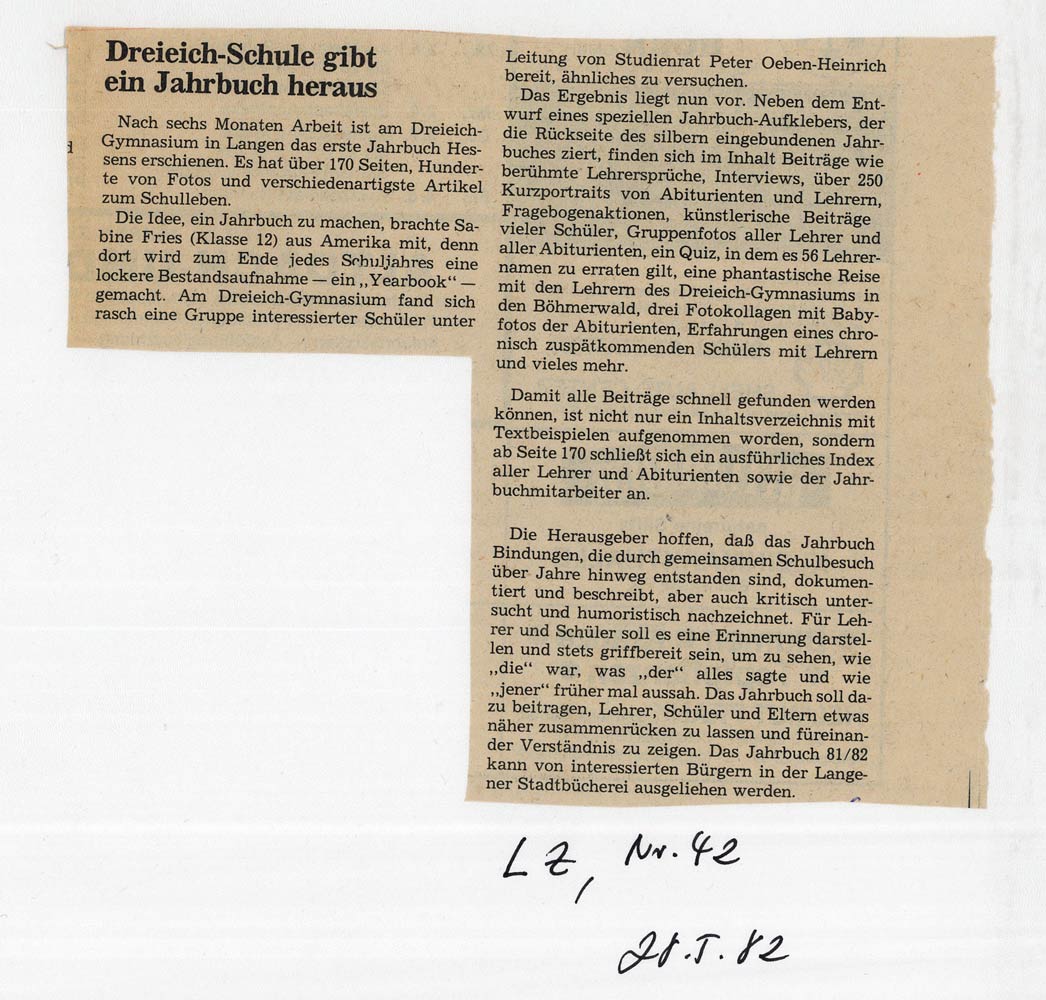 Dreieich-Schule gibt
ein Jahrbuch heraus
Nach sechs Monaten Arbeit ist am Dreieich-
Gymnasium in Langen das erste Jahrbuch Hes-
sens erschienen. Es hat über 170 Seiten, Hunder-
te von Fotos und verschiedenartigste Artikel
zum Schulleben.
Die Idee, ein Jahrbuch zu machen, brachte Sa-
bine Fries (Klasse 12) aus Amerika mit, denn
dort wird zum Ende jedes Schuljahres eine
lockere Bestandsaufnahme — ein „Yearbook“ —
gemacht. Am Dreieich-Gymnasium fand sich
rasch eine Gruppe interessierter Schüler unter
Leitung von Studienrat Peter Oeben-Heinrich
bereit, ähnliches zu versuchen.
Das Ergebnis liegt nun vor. Neben dem Ent-
wurf eines speziellen Jahrbuch-Aufklebers, der
die Rückseite des silbern eingebundenen Jahr-
buches ziert, finden sich im Inhalt Beiträge wie
berühmte Lehrersprüche, Interviews, über 250
Kurzportraits von Abiturienten und Lehrern,
Fragebogenaktionen, künstlerische Beiträge
vieler Schüler, Gruppenfotos aller Lehrer und
aller Abiturienten, ein Quiz, in dem es 56 Lehrer-
namen zu erraten gilt, eine phantastische Reise
mit den Lehrern des Dreieich-Gymnasiums in
den Böhmerwald, drei Fotokollagen mit Baby-
fotos der Abiturienten, Erfahrungen eines chro-
nisch zuspätkommenden Schülers mit Lehrern
und vieles mehr.
Damit alle Beiträge schnell gefunden werden
können, ist nicht nur ein Inhaltsverzeichnis mit
Textbeispielen aufgenommen worden, sondern
ab Seite 170 schließt sich ein ausführliches Index
aller Lehrer und Abiturienten sowie der Jahr-
buchmitarbeiter an.
Die Herausgeber hoffen, daß das Jahrbuch
Bindungen, die durch gemeinsamen Schulbesuch
über Jahre hinweg entstanden sind, dokumen-
tiert und beschreibt, aber auch kritisch unter-
sucht und humoristisch nachzeichnet. Für Leh-
rer und Schüler soll es eine Erinnerung darstel-
len und stets griffbereit sein, um zu sehen, wie
„die“ war, was „der“ alles sagte und wie
„jener“ früher mal aussah. Das Jahrbuch soll da-
zu beitragen, Lehrer, Schüler und Eltern etwas
näher zusammenrücken zu lassen und füreinan-
der Verständnis zu zeigen. Das Jahrbuch 81/82
kann von interessierten Bürgern in der Lange-
ner Stadtbücherei ausgeliehen werden.
LZ, Nr. 42
28.5.82